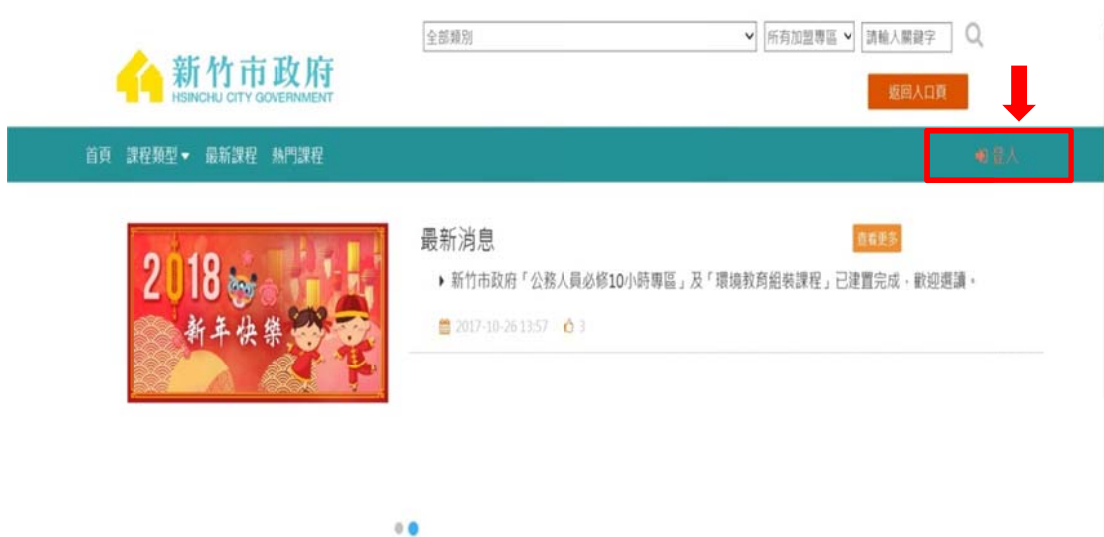 全部類別
所有加盟專區
請輸入關鍵字
新竹市政府
HSINCHU CITY GOVERNMENT
返回入口頁
首頁 課程類型▼ 最新課程 熱門課程
登入
2018
新年快樂
最新消息
查看更多
新竹市政府「公務人員必修10小時專區」及「環境教育組裝課程」已建置完成，歡迎選讀。
2017-10-26 13:57 3